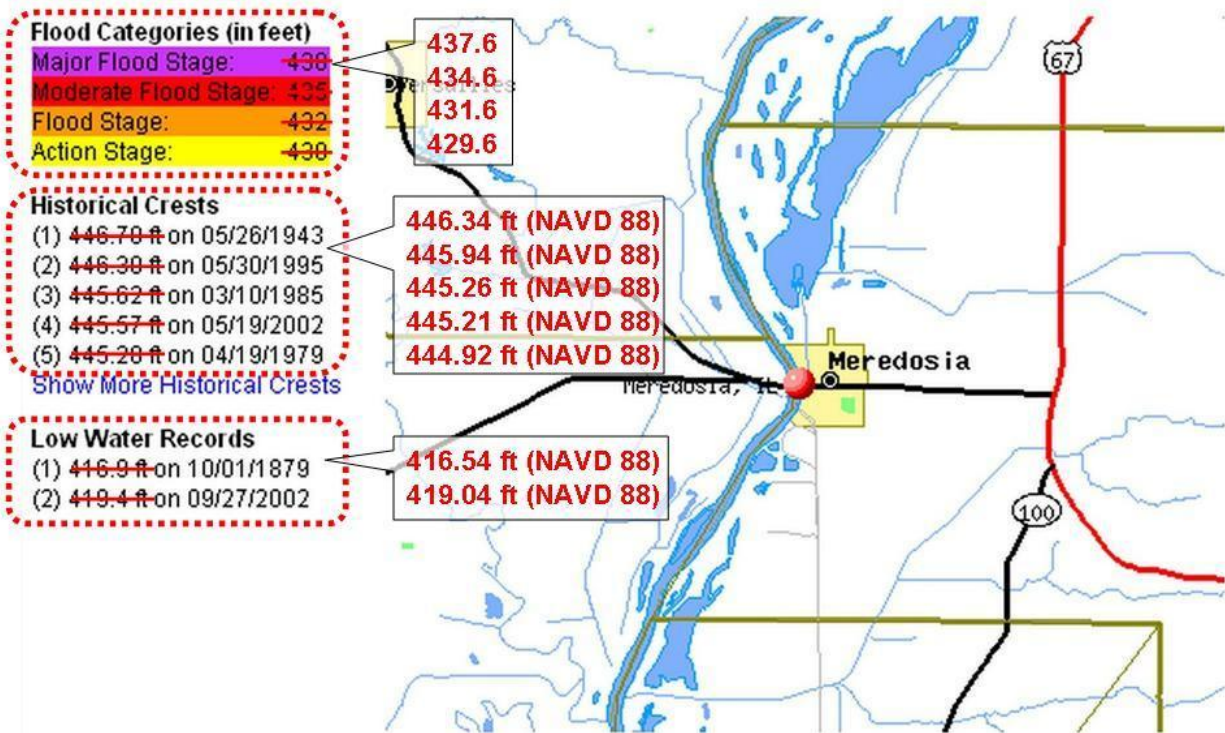 Flood Categories (in feet)
Major Flood Stage: 438
Moderate Flood Stage: 435
Flood Stage: 432
Action Stage: 430
437.6
434.6
431.6
429.6
Historical Crests
(1) 446.70 ft on 05/26/1943
(2) 446.30 ft on 05/30/1995
(3) 445.62 ft on 03/10/1985
(4) 445.57 ft on 05/19/2002
(5) 445.28 ft on 04/19/1979
Show More Historical Crests
446.34 ft (NAVD 88)
445.94 ft (NAVD 88)
445.26 ft (NAVD 88)
445.21 ft (NAVD 88)
444.92 ft (NAVD 88)
Low Water Records
(1) 416.9 ft on 10/01/1879
(2) 419.4 ft on 09/27/2002
416.54 ft (NAVD 88)
419.04 ft (NAVD 88)
67
Meredosia
Meredosia, IL
100